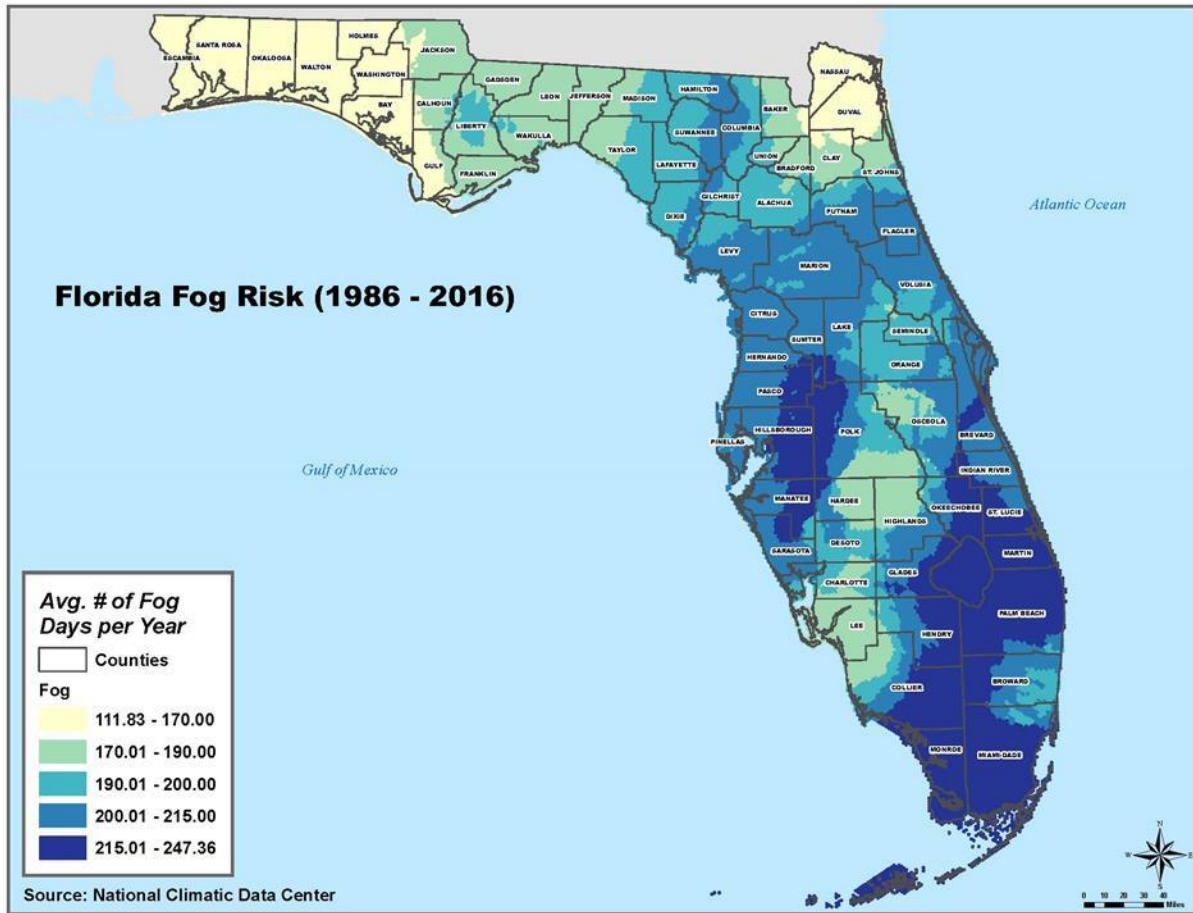 HOLMES
SANTA ROSA
ESCAMBIA
OKALOOSA
WALTON
WASHINGTON
JACKSON
BAY
CALHOUN
GADSDEN
LIBERTY
GULF
FRANKLIN
LEON
JEFFERSON
WAKULLA
MADISON
TAYLOR
HAMILTON
SUWANNEE
COLUMBIA
LAFAYETTE
DIXIE
GILCHRIST
UNION
BRADFORD
ALACHUA
BAKER
NASSAU
DUVAL
CLAY
ST. JOHNS
PUTNAM
FLAGLER
LEVY
MARION
VOLUSIA
CITRUS
SUMTER
LAKE
SEMINOLE
HERNANDO
ORANGE
PASCO
OSCEOLA
HILLSBOROUGH
POLK
BREVARD
PINELLAS
INDIAN RIVER
MANATEE
HARDEE
OKEECHOBEE
ST. LUCIE
HIGHLANDS
SARASOTA
DESOTO
MARTIN
CHARLOTTE
GLADES
PALM BEACH
LEE
HENDRY
BROWARD
COLLIER
MONROE
MIAMI-DADE
Atlantic Ocean
Florida Fog Risk (1986 - 2016)
Gulf of Mexico
Avg. # of Fog
Days per Year
Counties
Fog
111.83 - 170.00
170.01 - 190.00
190.01 - 200.00
200.01 - 215.00
215.01 - 247.36
Source: National Climatic Data Center
N
W E
S
0 10 20 30 40
Miles